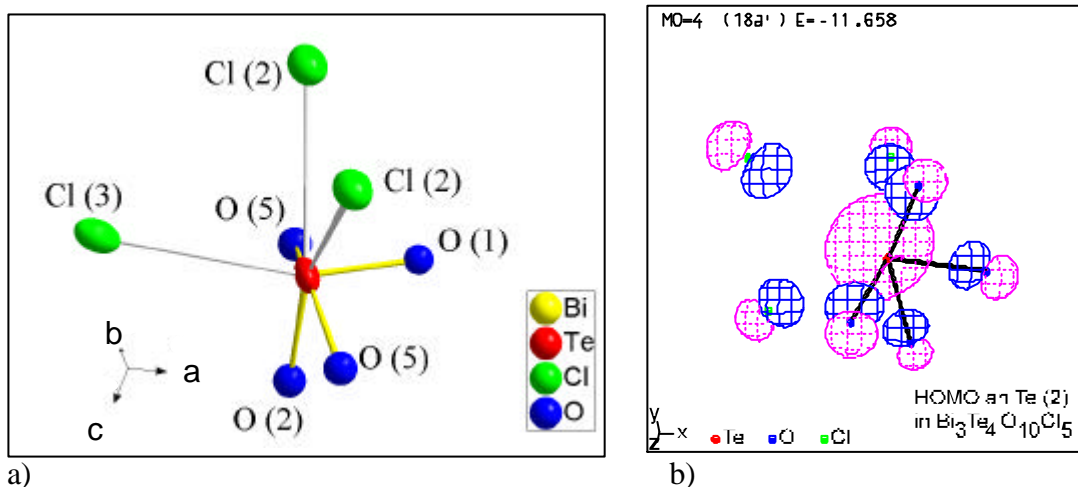 Cl (2)
Cl (2)
Cl (3)
O (5)
O (1)
O (5)
O (2)
b
a
c
Bi
Te
Cl
O
a)
MO=4 (18a') E=-11.658
HOMO an Te (2)
in Bi3Te4O10Cl5
y
z x
Te O Cl
b)